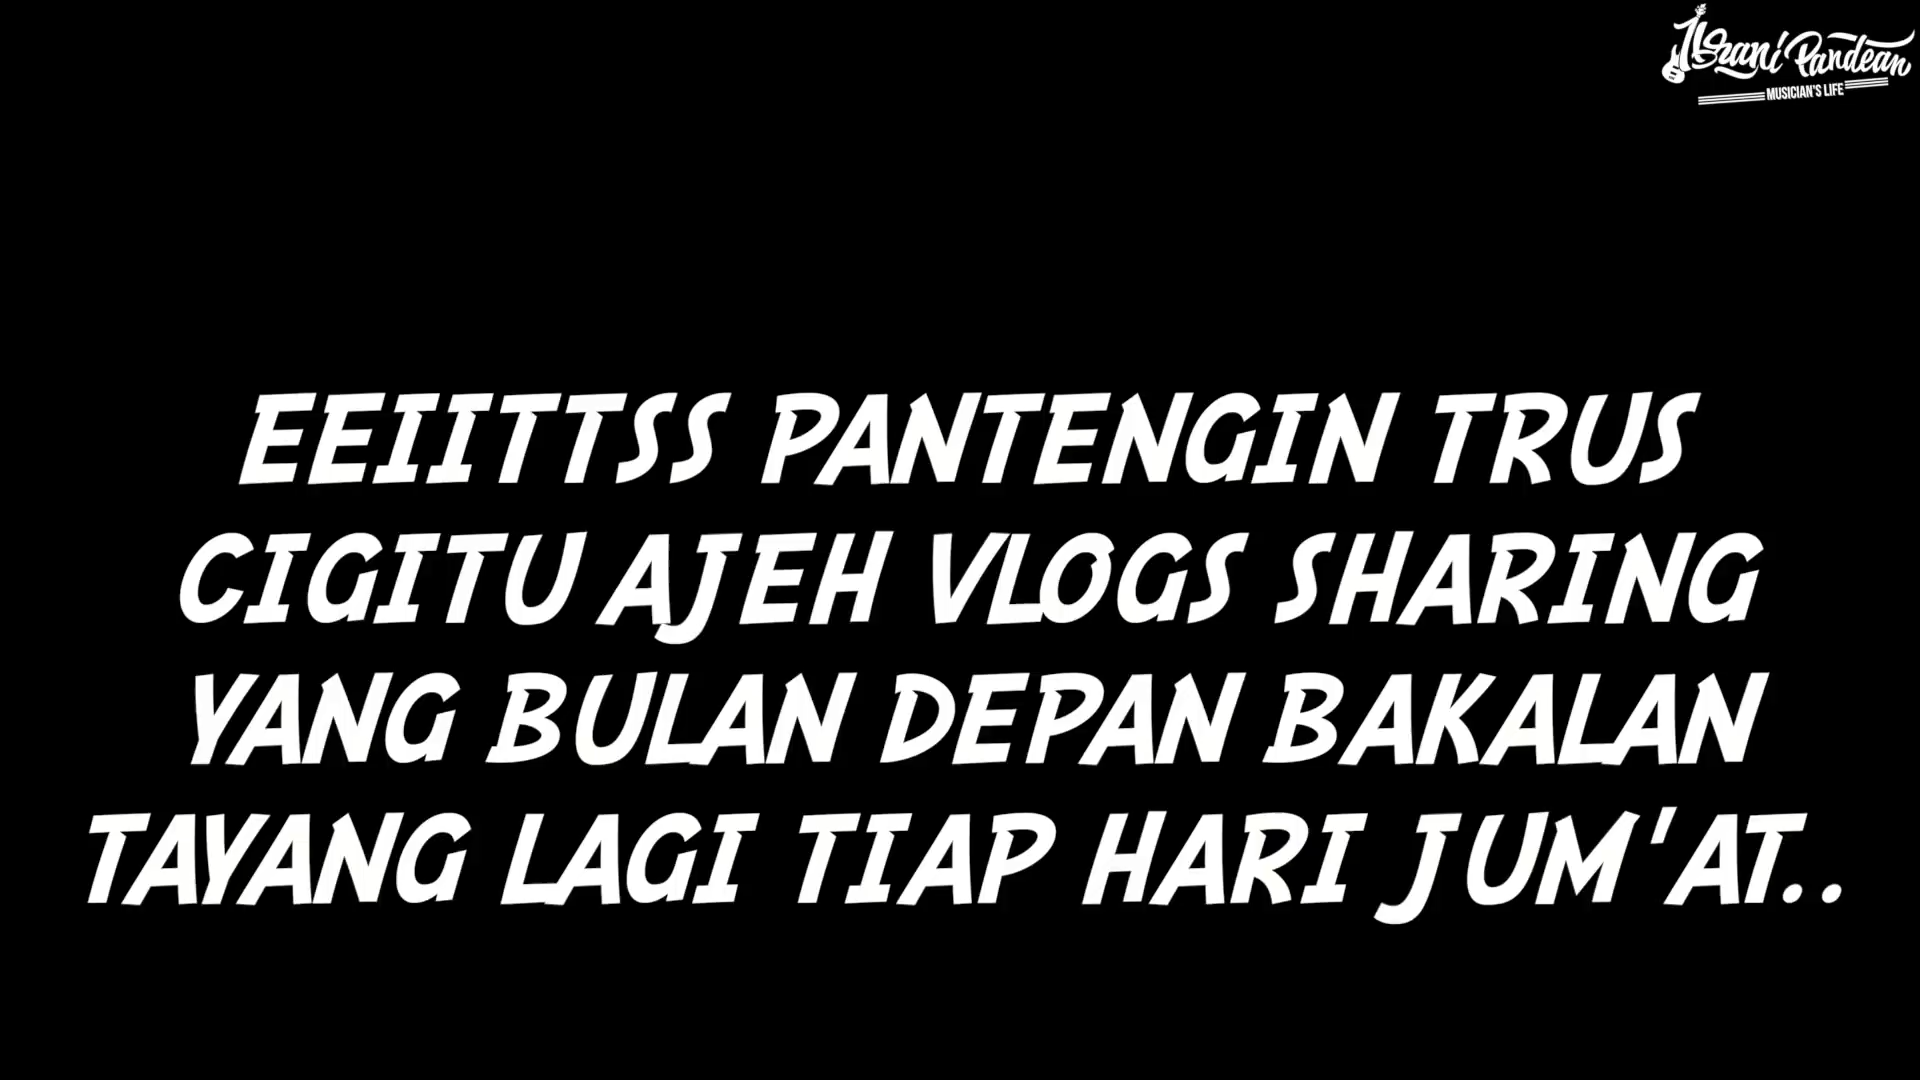 Israni Pandean
MUSICIAN'S LIFE
EEIITTSS PANTENGIN TRUS
CIGITU AJEH VLOGS SHARING
YANG BULAN DEPAN BAKALAN
TAYANG LAGI TIAP HARI JUM'AT..